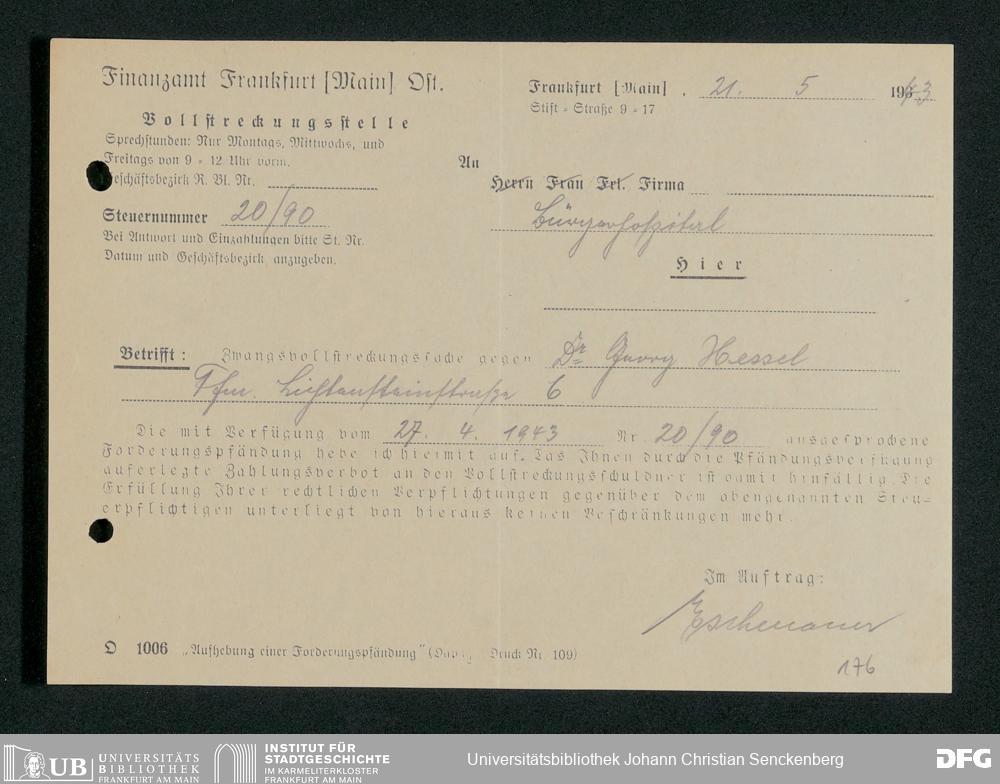 Finanzamt Frankfurt [Main] Ost.
Vollstreckungsstelle
Sprechstunden: Nur Montags, Mittwochs, und
Freitags von 9 - 12 Uhr vorm.
Geschäftsbezirk R. Bl. Nr.
Steuernummer 20/90
Bei Antwort und Einzahlungen bitte St. Nr.
Datum und Geschäftsbezirk anzugeben.
Frankfurt [Main] . 21. 5 1943
Stift - Straße 9 - 17
An
Herrn Frau Frl. Firma
Bürgerhospital
Hier
Betrifft: Zwangsvollstreckungssache gegen Dr Georg Hessel
Ffm. Lichtensteinstraße 6
Die mit Verfügung vom 27. 4. 1943 Nr. 20/90 ausgesprochene
Forderungspfändung hebe ich hiermit auf. Das Ihnen durch die Pfändungsverfügung
auferlegte Zahlungsverbot an den Vollstreckungsschuldner ist damit hinfällig. Die
Erfüllung Ihrer rechtlichen Verpflichtungen gegenüber dem obengenannten Steu-
erpflichtigen unterliegt von hieraus keinen Beschränkungen mehr.
Im Auftrag:
176
O 1006 „Aufhebung einer Forderungspfändung" Druck Nr. 109)
UB UNIVERSITÄTS
BIBLIOTHEK
FRANKFURT AM MAIN
INSTITUT FÜR
STADTGESCHICHTE
IM KARMELITERKLOSTER
FRANKFURT AM MAIN
Universitätsbibliothek Johann Christian Senckenberg
DFG